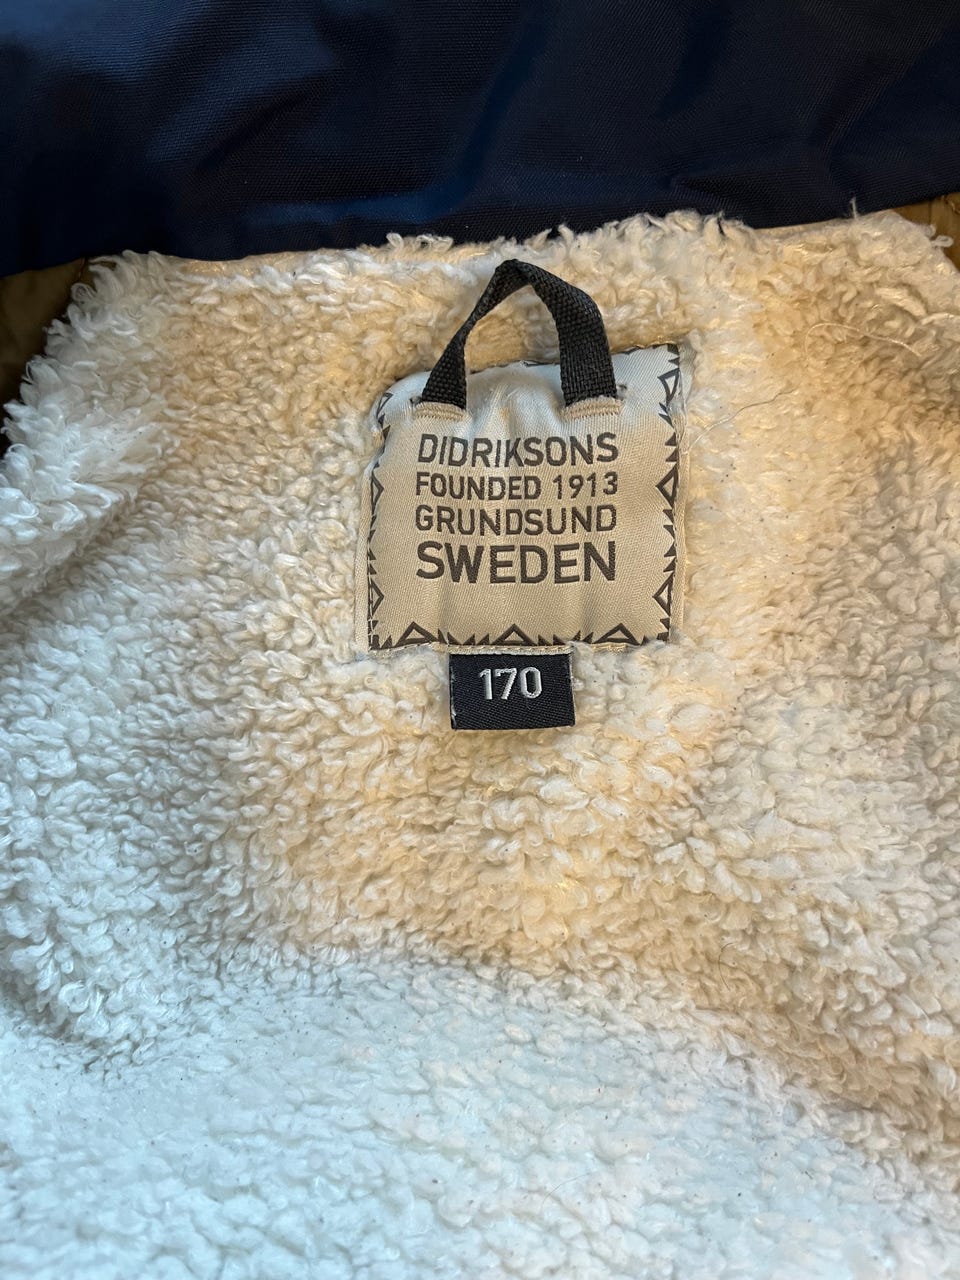 DIDRIKSONS
FOUNDED 1913
GRUNDSUND
SWEDEN
170